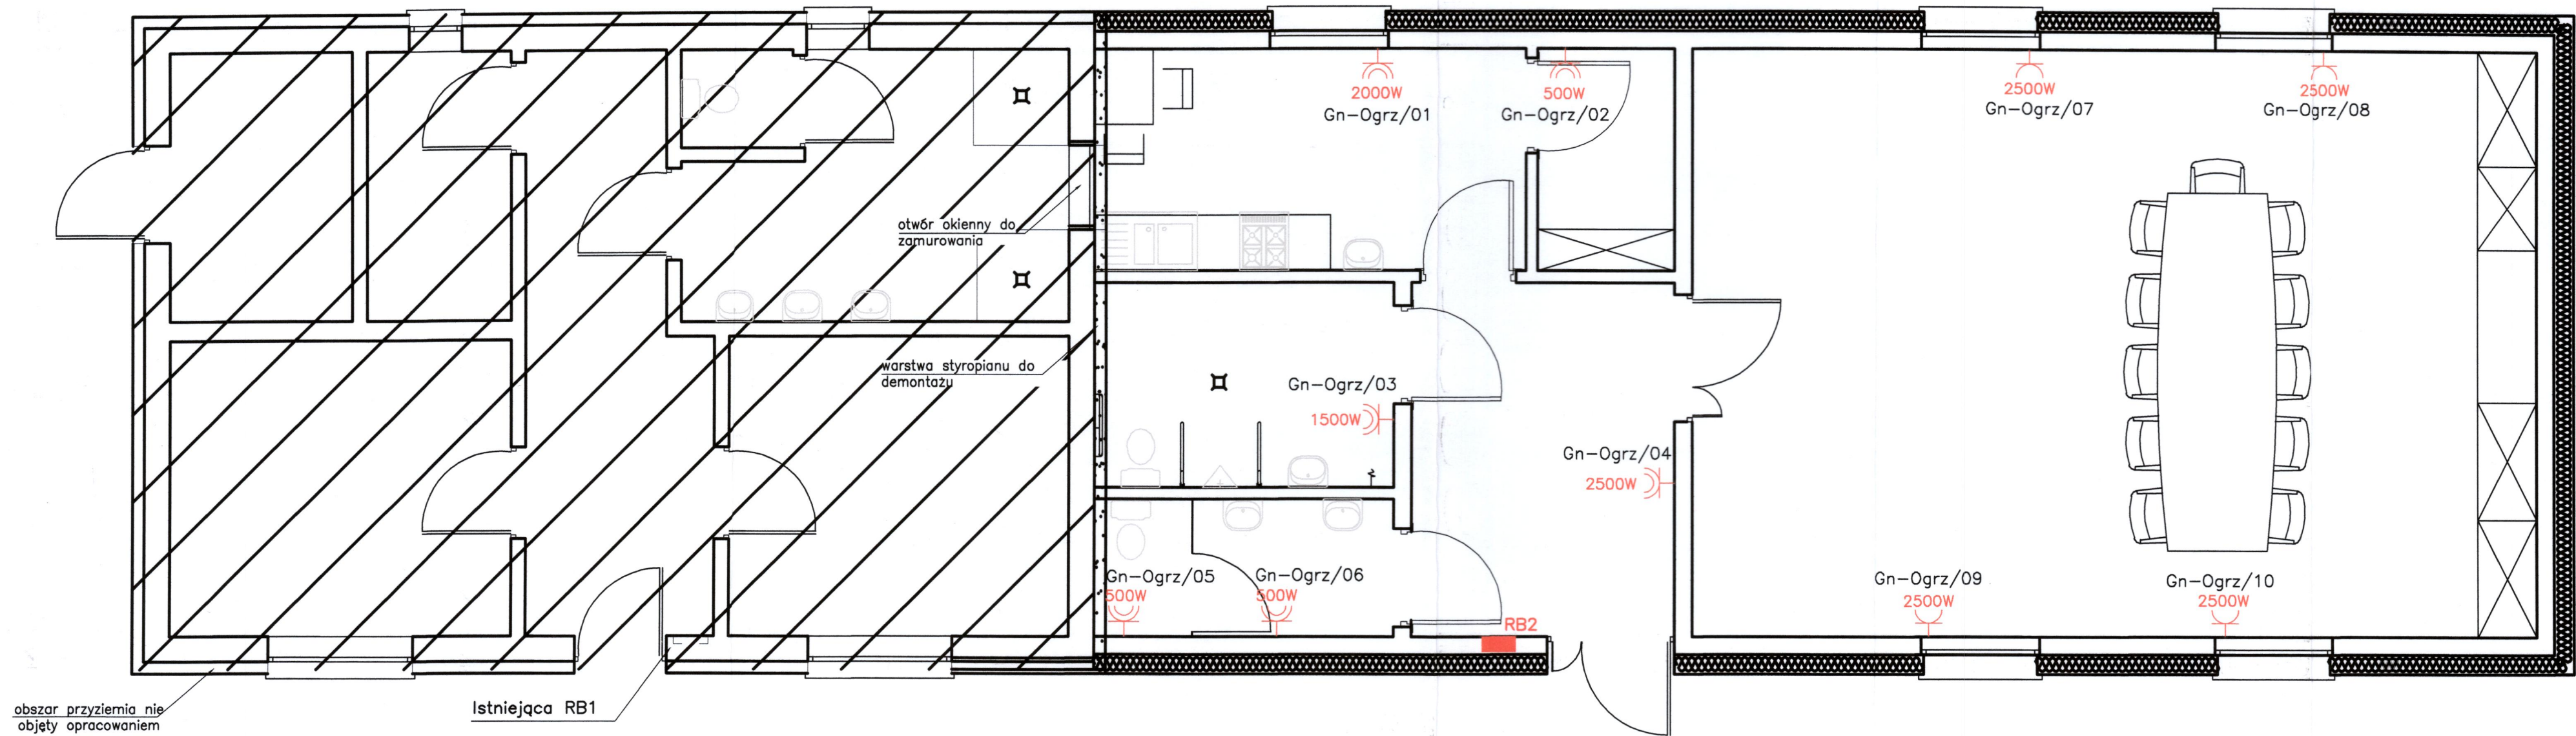 2000W
Gn-Ogrz/01
500W
Gn-Ogrz/02
2500W
Gn-Ogrz/07
2500W
Gn-Ogrz/08
otwór okienny do
zamurowania
warstwa styropianu do
demontażu
Gn-Ogrz/03
1500W
Gn-Ogrz/04
2500W
Gn-Ogrz/05
500W
Gn-Ogrz/06
500W
RB2
Gn-Ogrz/09
2500W
Gn-Ogrz/10
2500W
obszar przyziemia nie
objęty opracowaniem
Istniejąca RB1